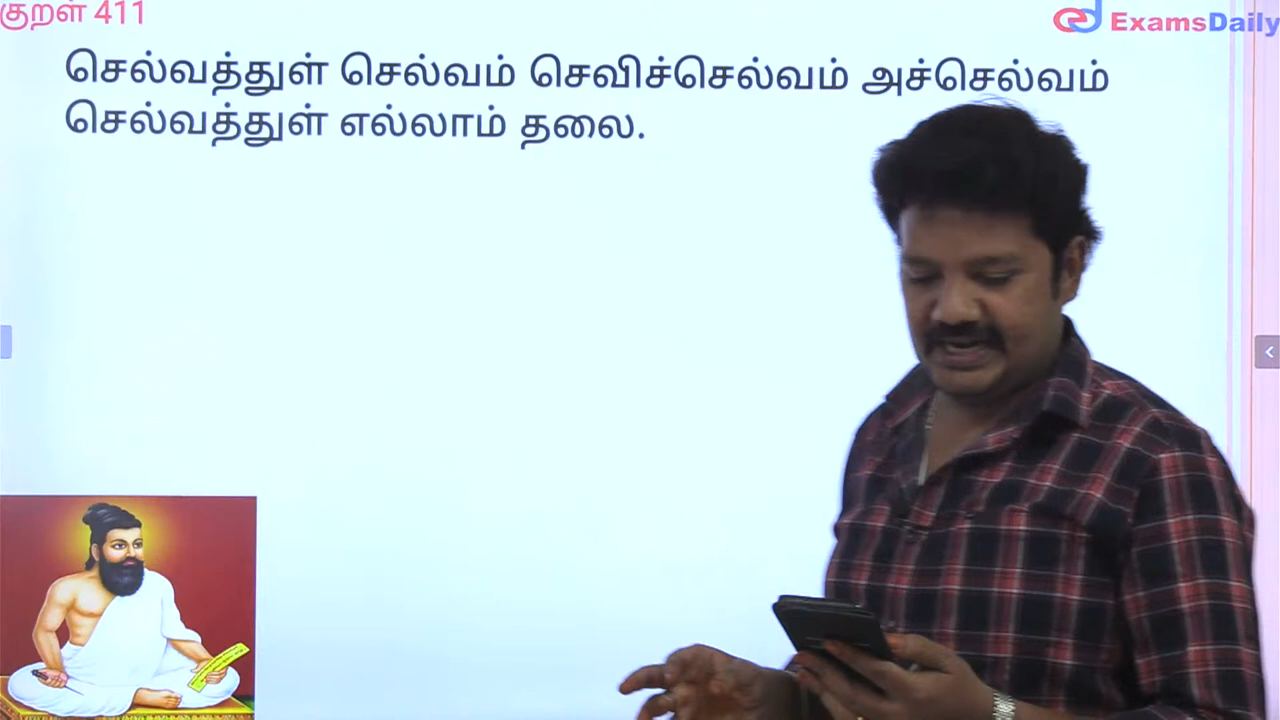 குறள் 411
ExamsDaily
செல்வத்துள் செல்வம் செவிச்செல்வம் அச்செல்வம்
செல்வத்துள் எல்லாம் தலை.